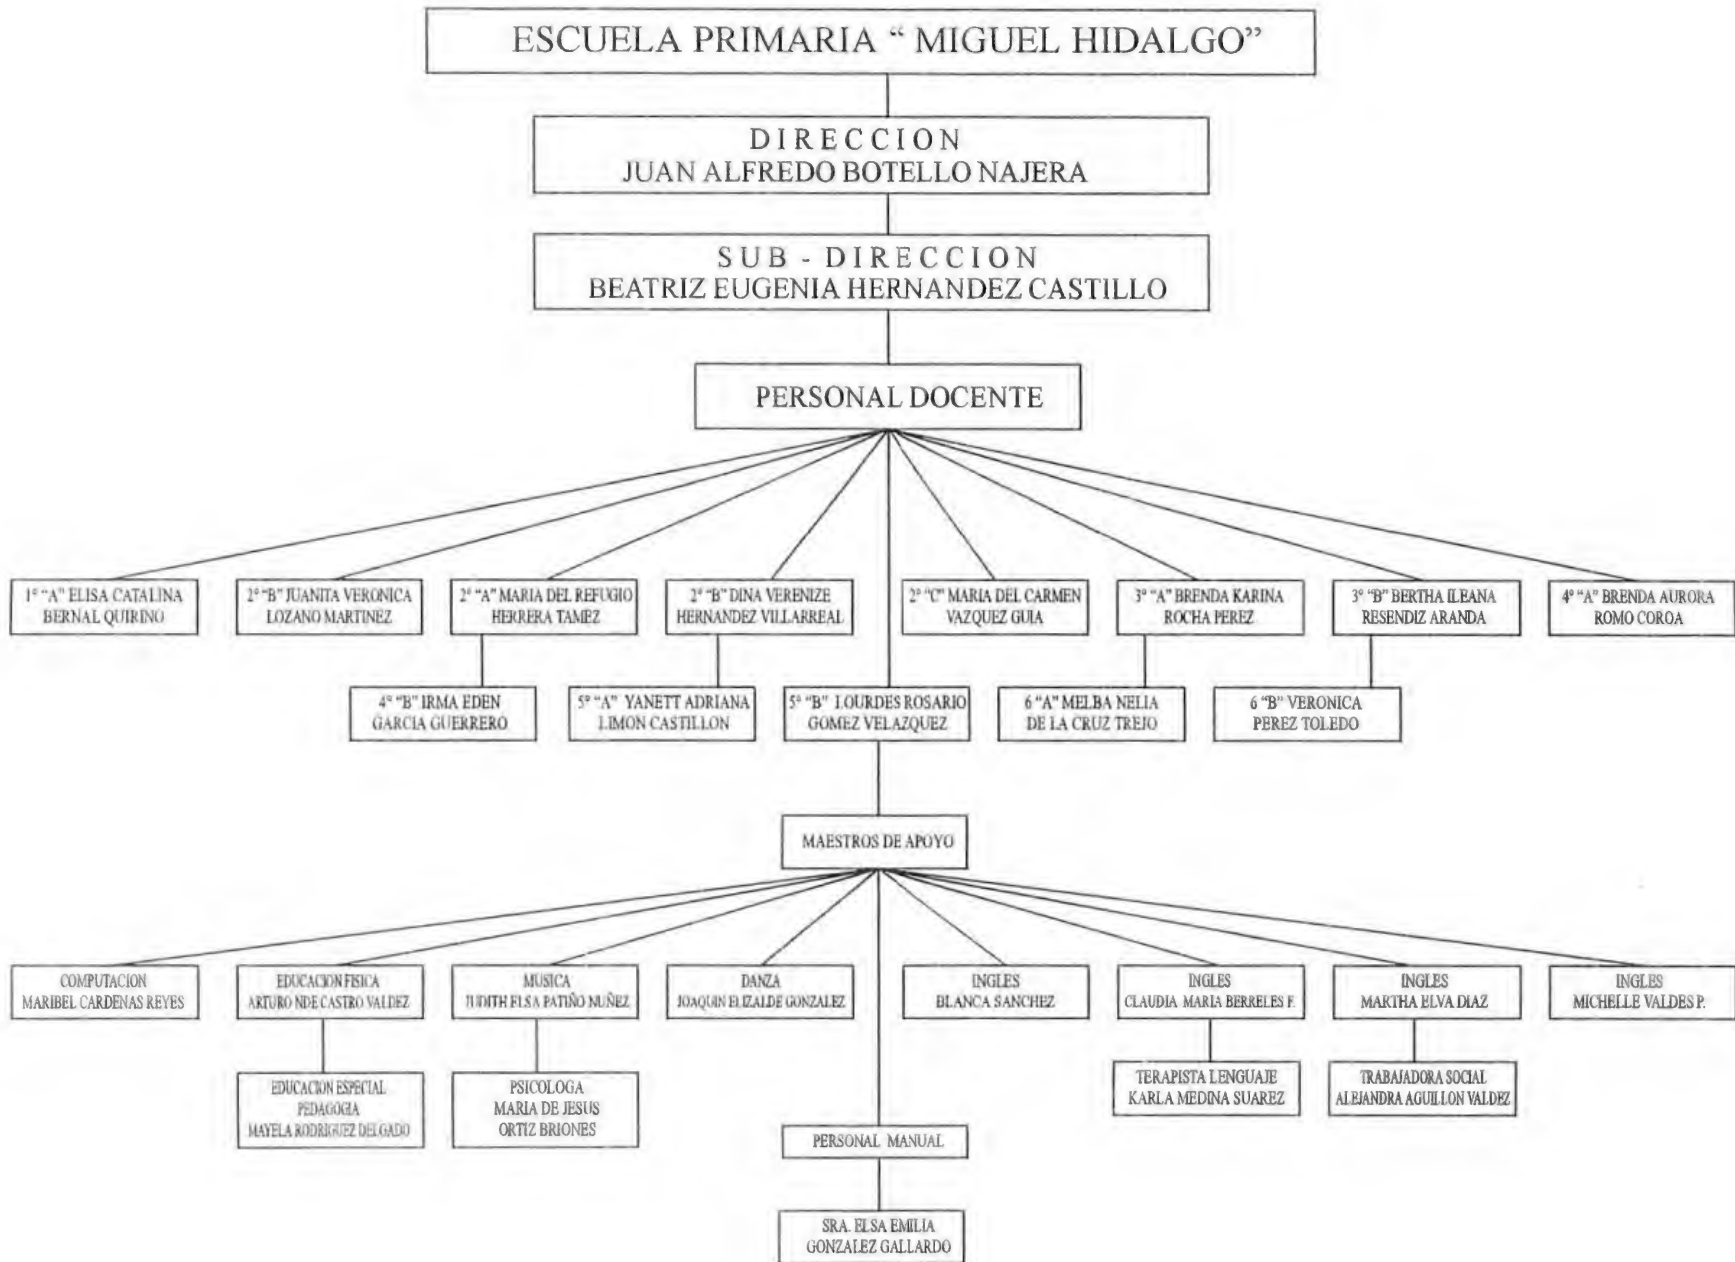 ESCUELA PRIMARIA “ MIGUEL HIDALGO”
DIRECCION
JUAN ALFREDO BOTELLO NAJERA
SUB - DIRECCION
BEATRIZ EUGENIA HERNANDEZ CASTILLO
PERSONAL DOCENTE
1° “A” ELISA CATALINA
BERNAL QUIRINO
2° “B” JUANITA VERONICA
LOZANO MARTINEZ
2° “A” MARIA DEL REFUGIO
HERRERA TAMEZ
2° “B” DINA VERENIZE
HERNANDEZ VILLARREAL
2° “C” MARIA DEL CARMEN
VAZQUEZ GUIA
3° “A” BRENDA KARINA
ROCHA PEREZ
3° “B” BERTHA ILEANA
RESENDIZ ARANDA
4° “A” BRENDA AURORA
ROMO COROA
4° “B” IRMA EDEN
GARCIA GUERRERO
5° “A” YANETT ADRIANA
LIMON CASTILLON
5° “B” LOURDES ROSARIO
GOMEZ VELAZQUEZ
6 “A” MELBA NELIA
DE LA CRUZ TREJO
6 “B” VERONICA
PEREZ TOLEDO
MAESTROS DE APOYO
COMPUTACION
MARIBEL CARDENAS REYES
EDUCACION FISICA
ARTURO NDE CASTRO VALDEZ
MUSICA
JUDITH ELSA PATIÑO NUÑEZ
DANZA
JOAQUIN ELIZALDE GONZALEZ
INGLES
BLANCA SANCHEZ
INGLES
CLAUDIA MARIA BERRELES F.
INGLES
MARTHA ELVA DIAZ
INGLES
MICHELLE VALDES P.
EDUCACION ESPECIAL
PEDAGOGIA
MAYELA RODRIGUEZ DELGADO
PSICOLOGA
MARIA DE JESUS
ORTIZ BRIONES
TERAPISTA LENGUAJE
KARLA MEDINA SUAREZ
TRABAJADORA SOCIAL
ALEJANDRA AGUILLON VALDEZ
PERSONAL MANUAL
SRA. ELSA EMILIA
GONZALEZ GALLARDO